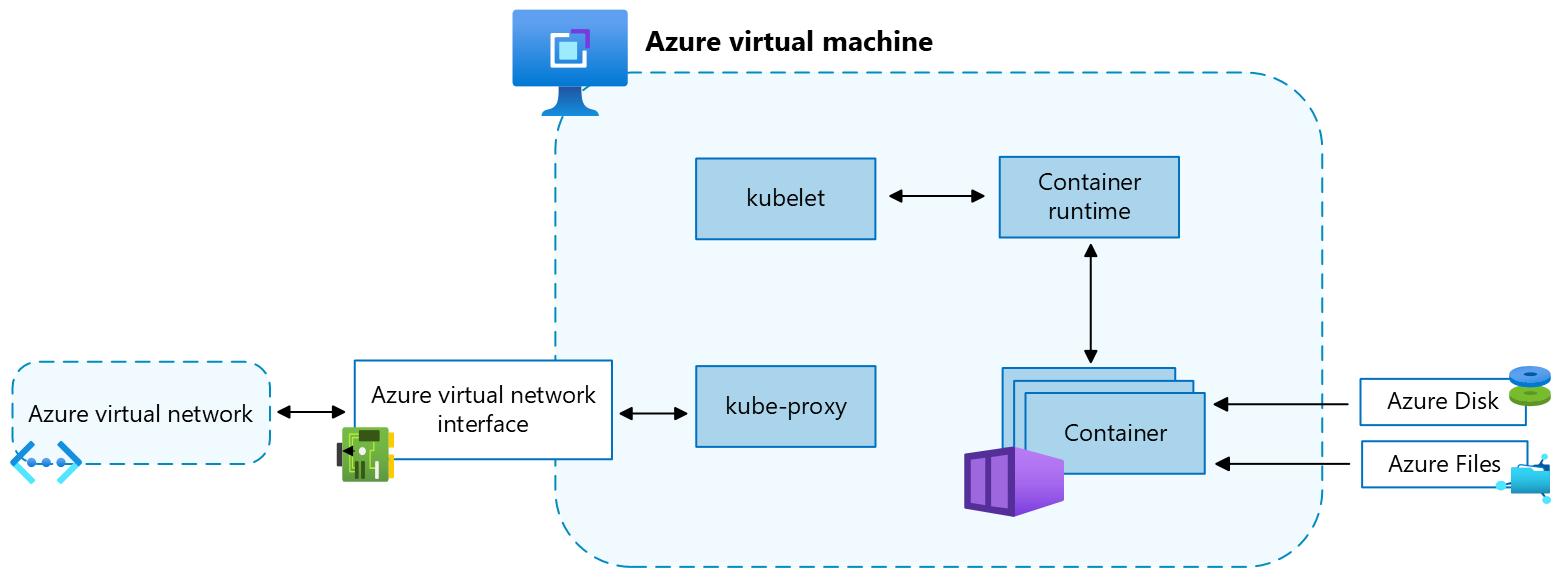 Azure virtual machine
kubelet
Container
runtime
Azure virtual network
Azure virtual network
interface
kube-proxy
Container
Azure Disk
Azure Files